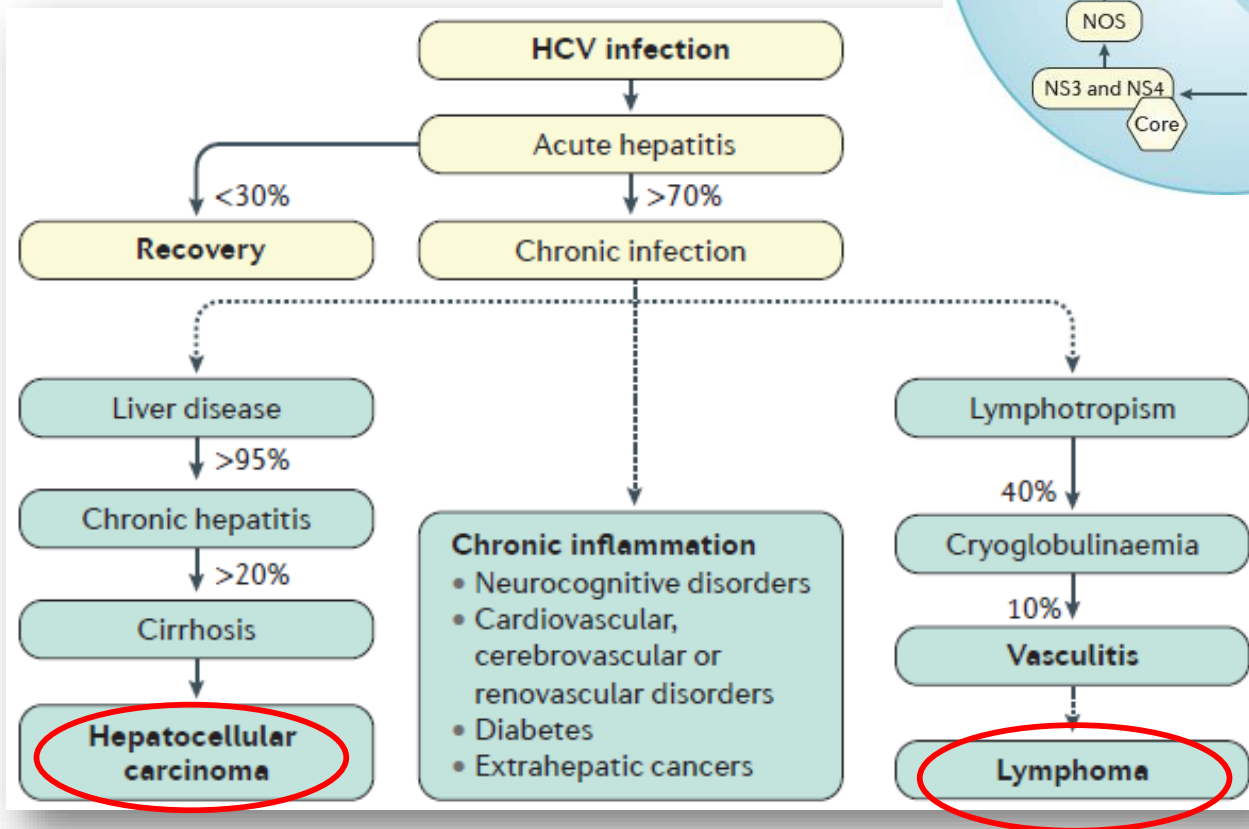 HCV infection
Acute hepatitis
<30%
>70%
Recovery
Chronic infection
Liver disease
>95%
Chronic hepatitis
>20%
Cirrhosis
Hepatocellular
carcinoma
Chronic inflammation
• Neurocognitive disorders
• Cardiovascular,
cerebrovascular or
renovascular disorders
• Diabetes
• Extrahepatic cancers
Lymphotropism
40%
Cryoglobulinaemia
10%
Vasculitis
Lymphoma
NOS
NS3 and NS4
Core